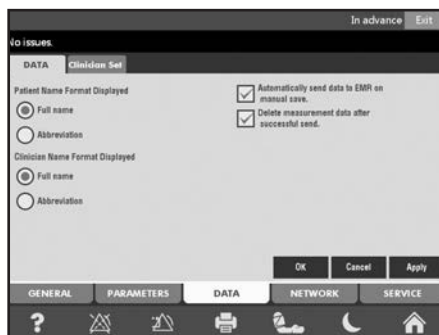 In advance Exit
No issues.
DATA Clinician Set
Patient Name Format Displayed
Full name
Abbreviation
Clinician Name Format Displayed
Full name
Abbreviation
Automatically send data to EMR on
manual save.
Delete measurement data after
successful send.
OK Cancel Apply
GENERAL PARAMETERS DATA NETWORK SERVICE
?